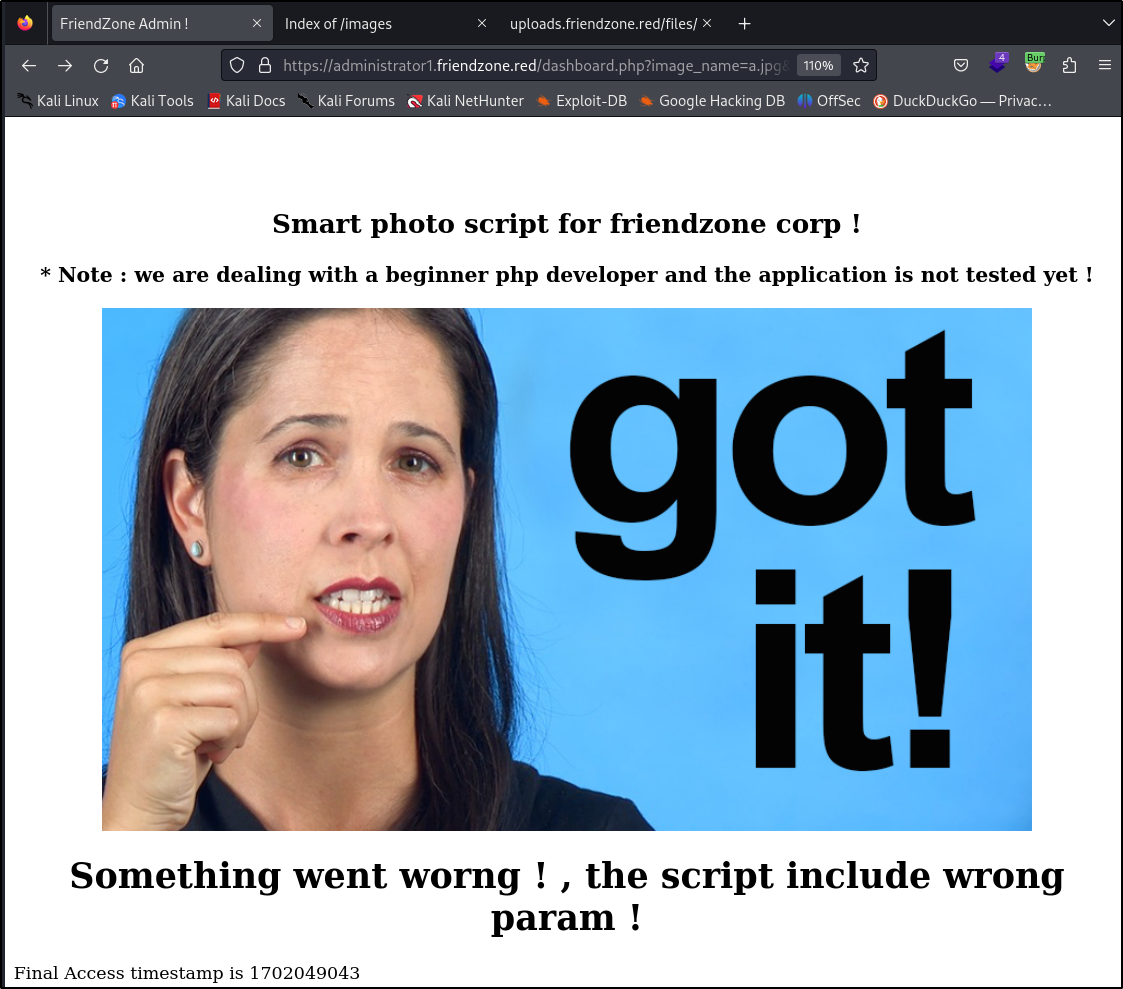 FriendZone Admin !
Index of /images
uploads.friendzone.red/files/
https://administrator1.friendzone.red/dashboard.php?image_name=a.jpg
110%
4
Bur
Kali Linux Kali Tools Kali Docs Kali Forums Kali NetHunter Exploit-DB Google Hacking DB OffSec DuckDuckGo — Privac…
Smart photo script for friendzone corp !
* Note : we are dealing with a beginner php developer and the application is not tested yet !
got
it!
Something went worng ! , the script include wrong
param !
Final Access timestamp is 1702049043